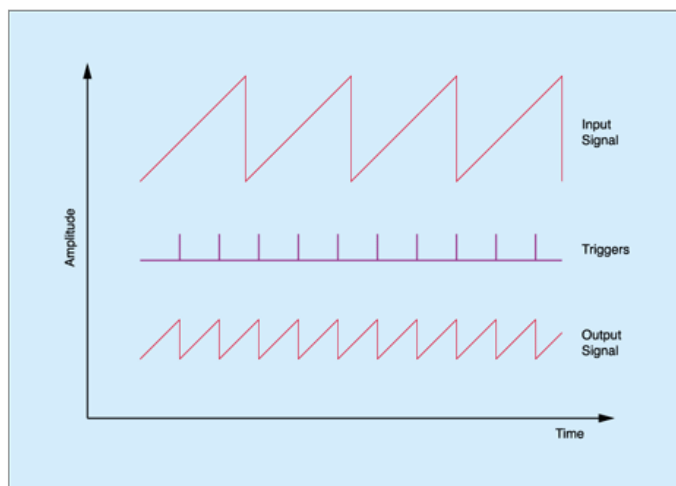 Input
Signal
Amplitude
Triggers
Output
Signal
Time